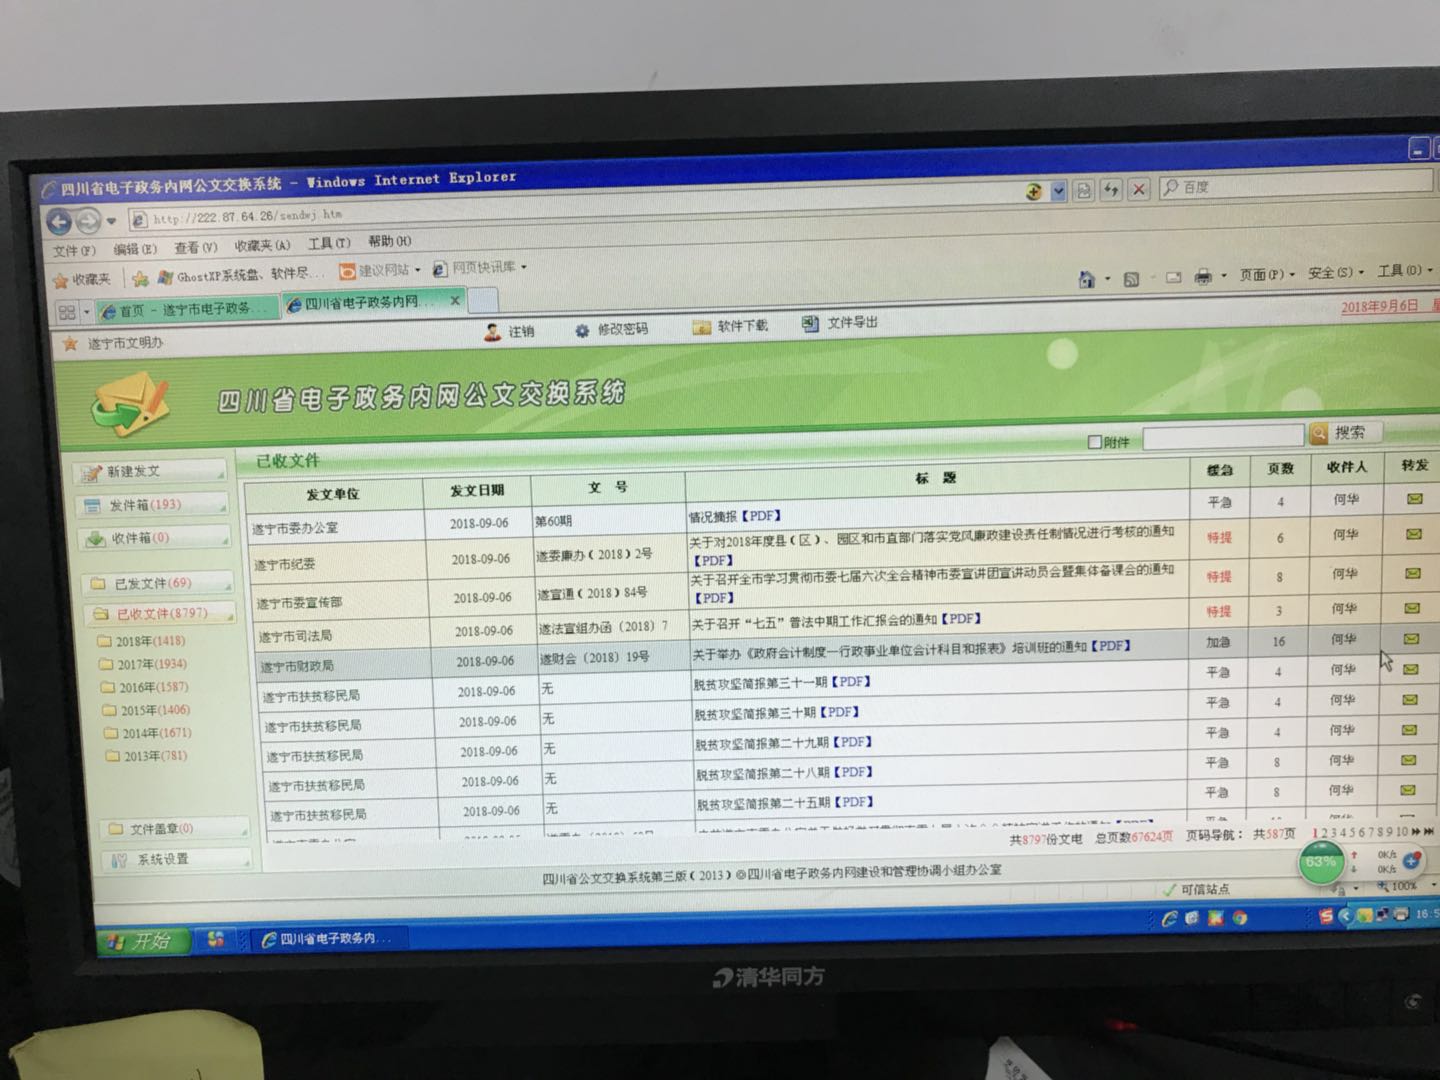 四川省电子政务内网公文交换系统 - Windows Internet Explorer
http://222.87.64.26/sendwj.htm
百度
文件(F) 编辑(E) 查看(V) 收藏夹(A) 工具(T) 帮助(H)
收藏夹 GhostXP系统盘、软件尽... 建议网站 网页快讯库
首页 - 遂宁市电子政务... 四川省电子政务内网... 页面(P) 安全(S) 工具(O)
遂宁市文明办 注销 修改密码 软件下载 文件导出 2018年9月6日
四川省电子政务内网公文交换系统
附件 搜索
新建发文
发件箱(193)
收件箱(0)
已发文件(69)
已收文件(8797)
2018年(1418)
2017年(1934)
2016年(1587)
2015年(1406)
2014年(1671)
2013年(781)
文件盖章(0)
系统设置
已收文件
发文单位 发文日期 文 号 标 题 缓急 页数 收件人 转发
遂宁市委办公室 2018-09-06 第60期 情况摘报【PDF】 平急 4 何华
遂宁市纪委 2018-09-06 遂委廉办(2018)2号 关于对2018年度县(区)、园区和市直部门落实党风廉政建设责任制情况进行考核的通知 特提 6 何华
【PDF】
遂宁市委宣传部 2018-09-06 遂宣通(2018)84号 关于召开全市学习贯彻市委七届六次全会精神市委宣讲团宣讲动员会暨集体备课会的通知 特提 8 何华
【PDF】
遂宁市司法局 2018-09-06 遂法宣组办函(2018)7 关于召开“七五”普法中期工作汇报会的通知【PDF】 特提 3 何华
遂宁市财政局 2018-09-06 遂财会(2018)19号 关于举办《政府会计制度—行政事业单位会计科目和报表》培训班的通知【PDF】 加急 16 何华
遂宁市扶贫移民局 2018-09-06 无 脱贫攻坚简报第三十一期【PDF】 平急 4 何华
遂宁市扶贫移民局 2018-09-06 无 脱贫攻坚简报第三十期【PDF】 平急 4 何华
遂宁市扶贫移民局 2018-09-06 无 脱贫攻坚简报第二十九期【PDF】 平急 4 何华
遂宁市扶贫移民局 2018-09-06 无 脱贫攻坚简报第二十八期【PDF】 平急 8 何华
遂宁市扶贫移民局 2018-09-06 无 脱贫攻坚简报第二十五期【PDF】 平急 8 何华
共8797份文电 总页数67624页 页码导航： 共587页 1 2 3 4 5 6 7 8 9 10
四川省公文交换系统第三版(2013)©四川省电子政务内网建设和管理协调小组办公室
63% 0K/s
0K/s
可信站点 100%
开始 四川省电子政务内... 16:5
清华同方